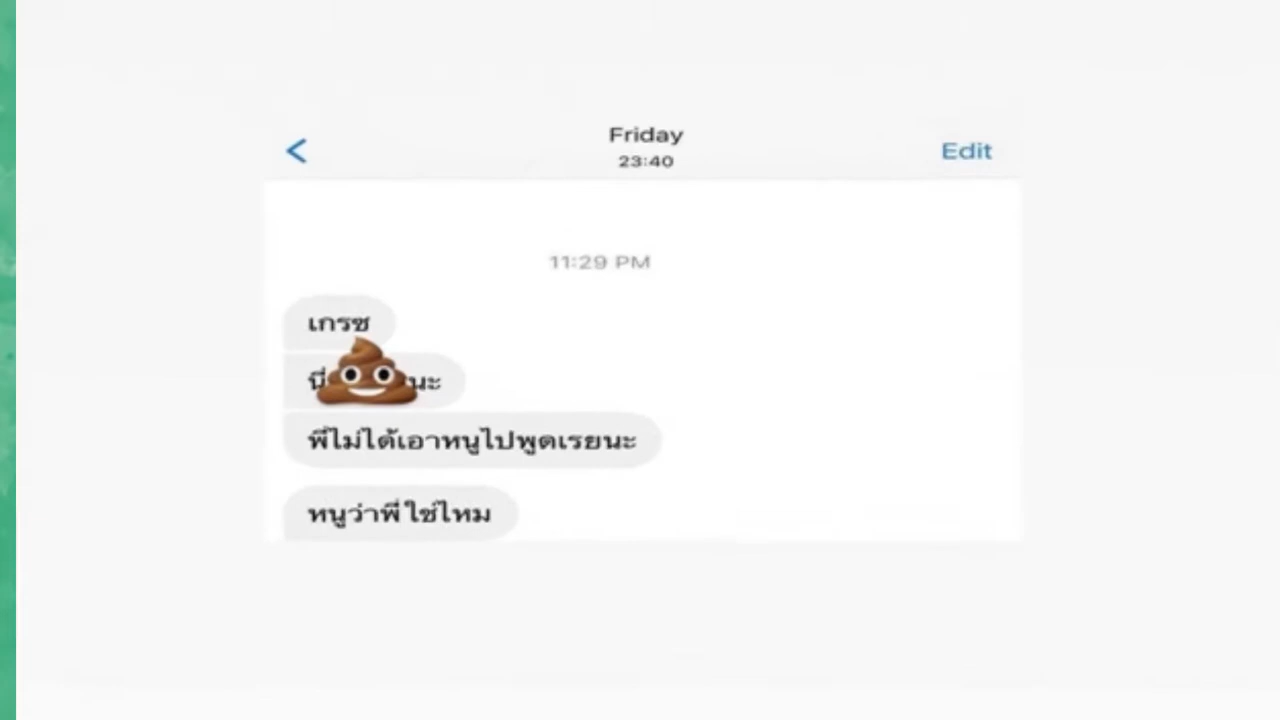 Friday
23:40
Edit
11:29 PM
เกรซ
นี่ นะ
พี่ไม่ได้เอาหนูไปพูดเรยนะ
หนูว่าพี่ ใช่ไหม